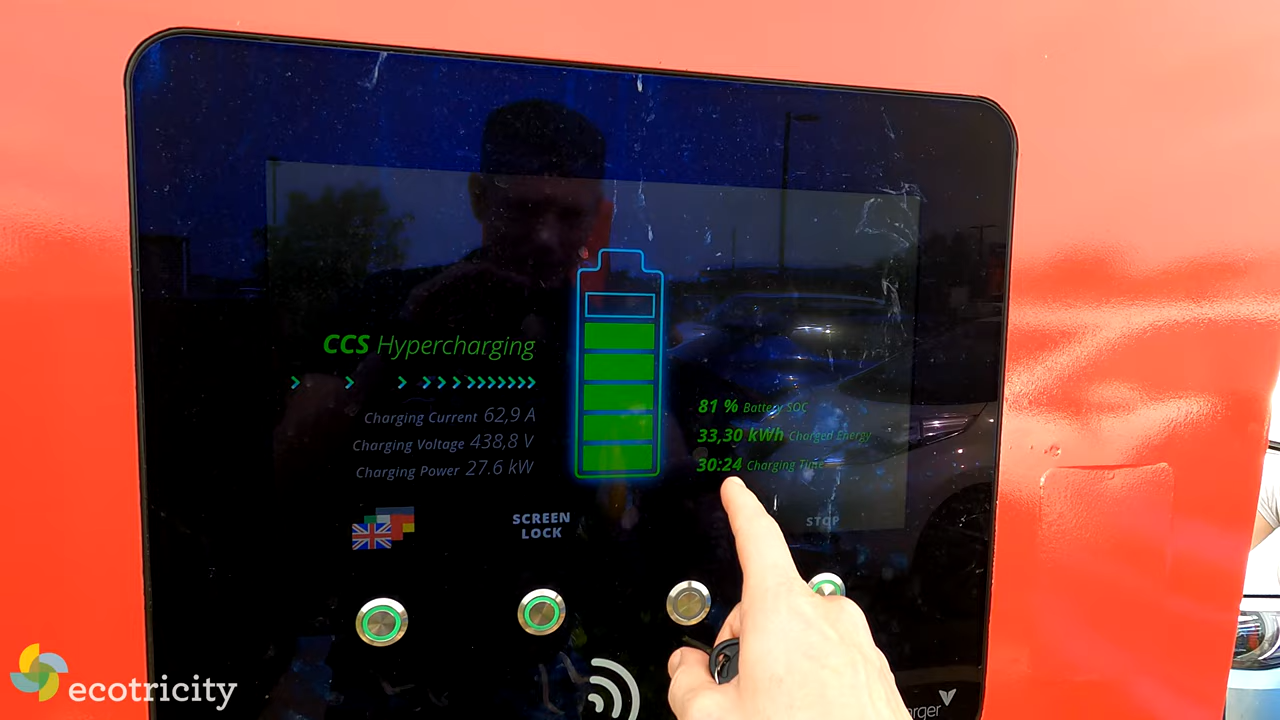 CCS Hypercharging
Charging Current 62,9 A
Charging Voltage 438,8 V
Charging Power 27.6 kW
81 % Battery SOC
33,30 kWh Charged Energy
30:24 Charging Time
SCREEN
LOCK
STOP
ecotricity